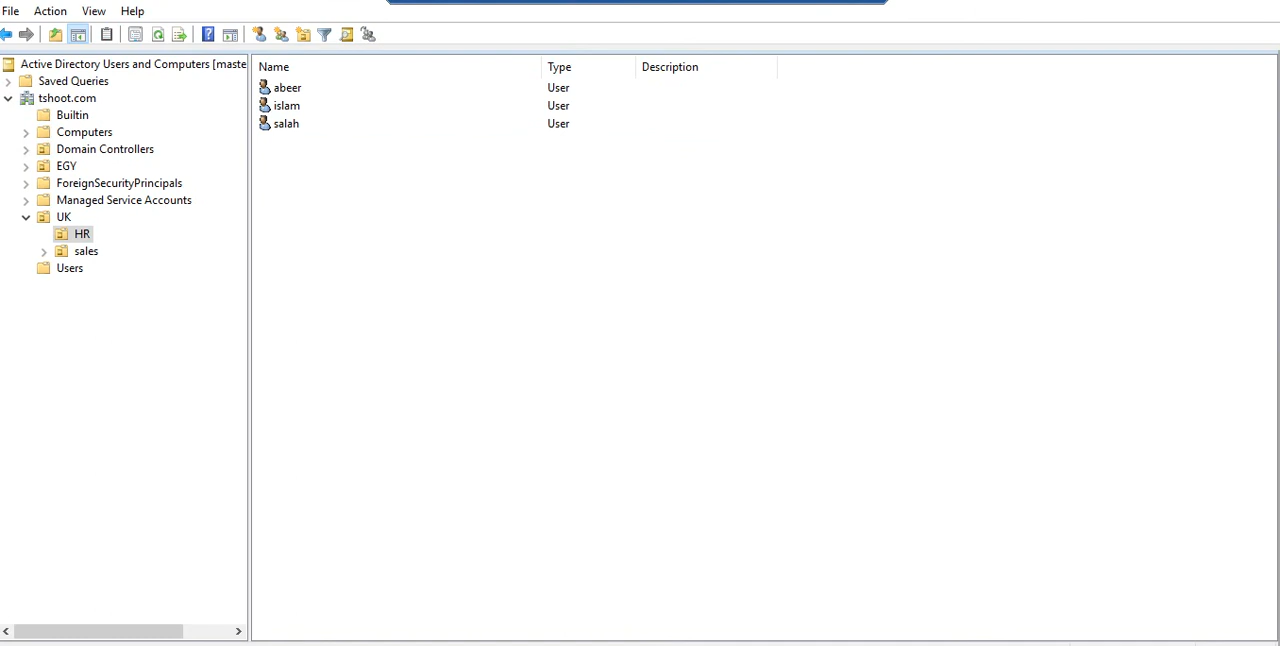 File Action View Help
Active Directory Users and Computers [maste
Saved Queries
tshoot.com
Builtin
Computers
Domain Controllers
EGY
ForeignSecurityPrincipals
Managed Service Accounts
UK
HR
sales
Users
Name Type Description
abeer User
islam User
salah User